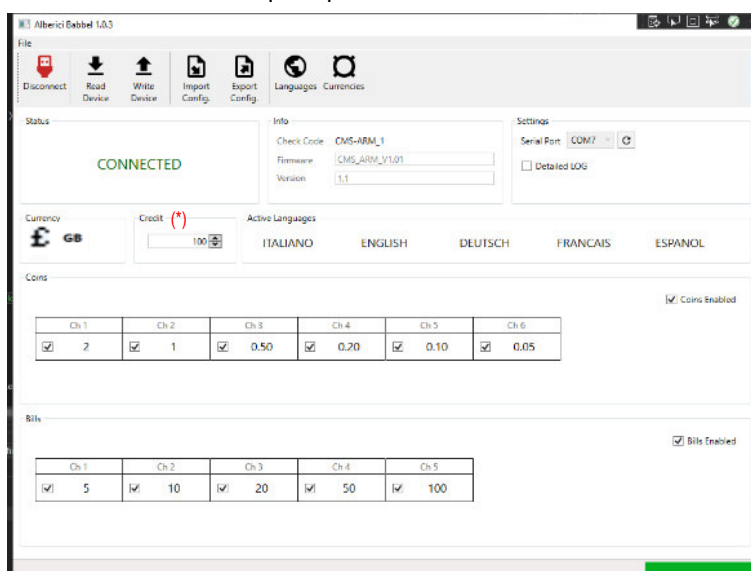 Alberici Babbel 1.0.3
File
Disconnect Read Device Write Device Import Config. Export Config. Languages Currencies
Status
CONNECTED
Info
Check Code CMS-ARM_1
Firmware CMS_ARM_V1.01
Version 1.1
Settings
Serial Port COM7
Detailed LOG
Currency
£ GB
Credit (*)
100
Active Languages
ITALIANO ENGLISH DEUTSCH FRANCAIS ESPANOL
Coins
Coins Enabled
Ch 1 Ch 2 Ch 3 Ch 4 Ch 5 Ch 6
2 1 0.50 0.20 0.10 0.05
Bills
Bills Enabled
Ch 1 Ch 2 Ch 3 Ch 4 Ch 5
5 10 20 50 100